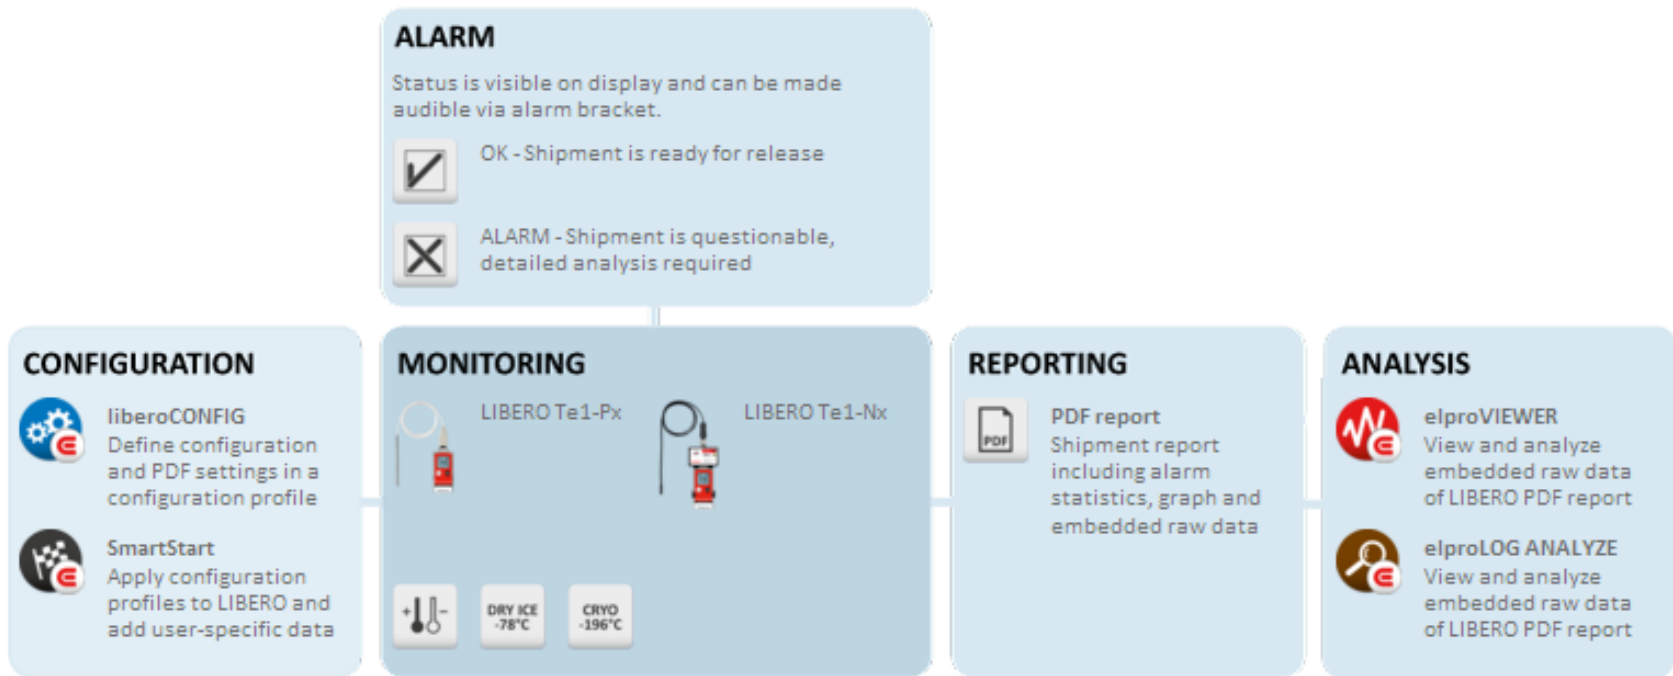 ALARM
Status is visible on display and can be made
audible via alarm bracket.
OK - Shipment is ready for release
ALARM - Shipment is questionable,
detailed analysis required
CONFIGURATION
liberoCONFIG
Define configuration
and PDF settings in a
configuration profile
SmartStart
Apply configuration
profiles to LIBERO and
add user-specific data
MONITORING
LIBERO Te1-Px
LIBERO Te1-Nx
+ -
DRY ICE
-78°C
CRYO
-196°C
REPORTING
PDF
PDF report
Shipment report
including alarm
statistics, graph and
embedded raw data
ANALYSIS
elproVIEWER
View and analyze
embedded raw data
of LIBERO PDF report
elproLOG ANALYZE
View and analyze
embedded raw data
of LIBERO PDF report